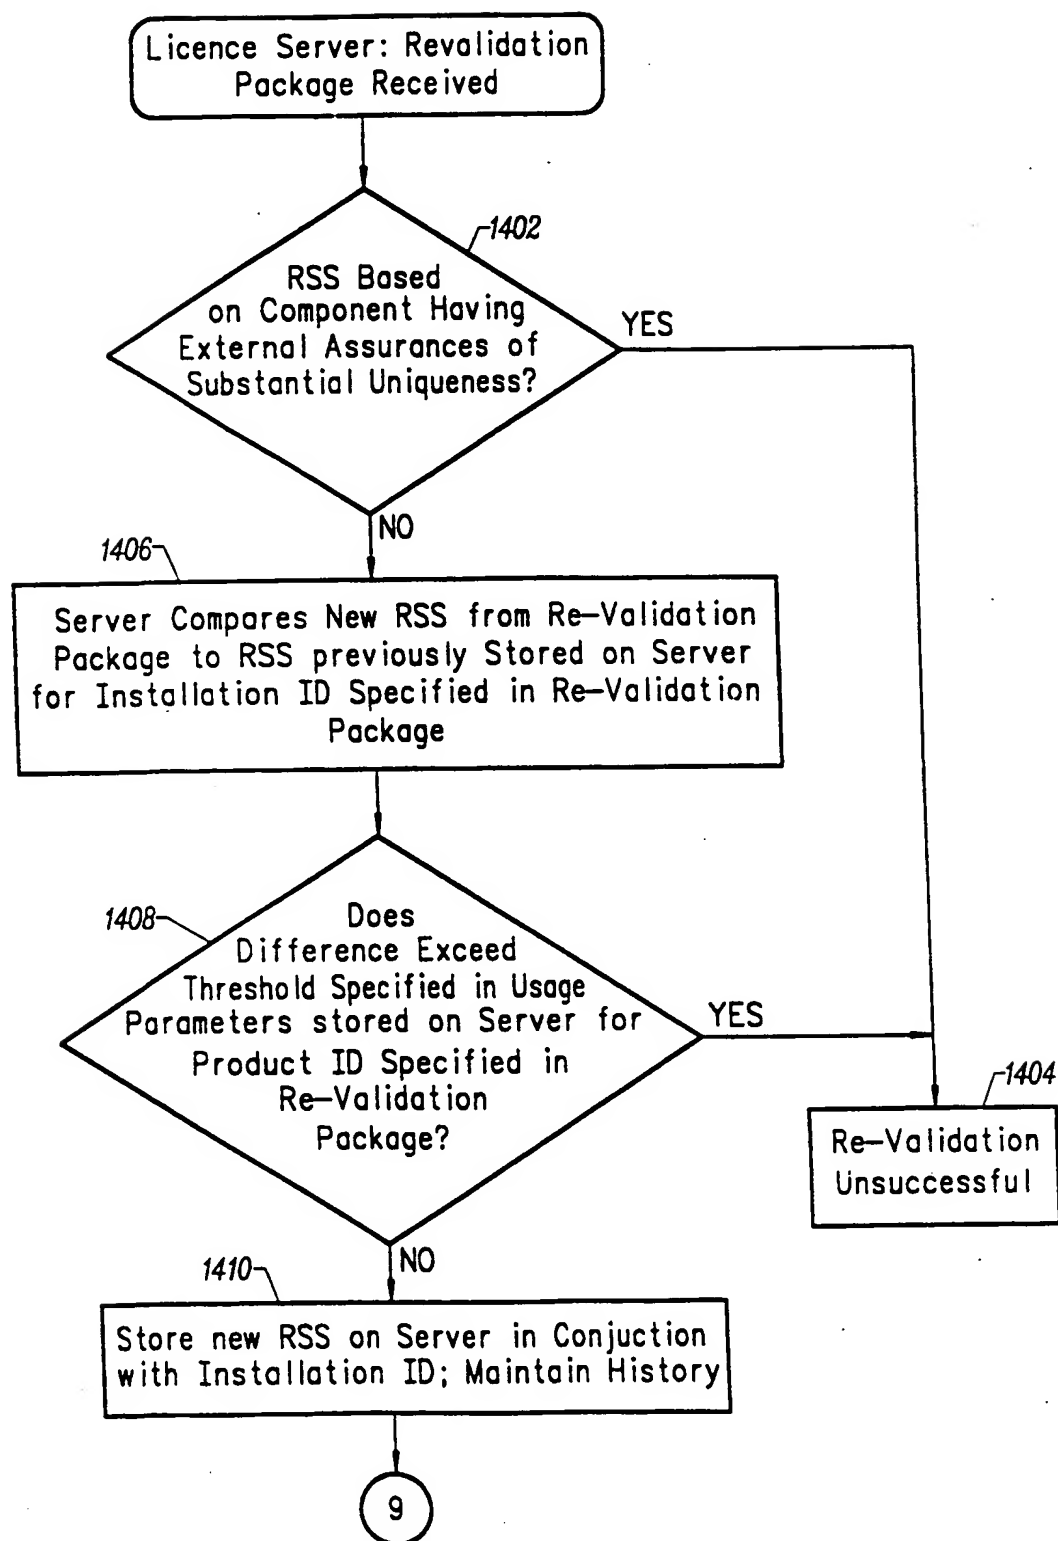 Licence Server: Revalidation
Package Received
1402
RSS Based
on Component Having
External Assurances of
Substantial Uniqueness?
YES
NO
1406
Server Compares New RSS from Re-Validation
Package to RSS previously Stored on Server
for Installation ID Specified in Re-Validation
Package
1408
Does
Difference Exceed
Threshold Specified in Usage
Parameters stored on Server for
Product ID Specified in
Re-Validation
Package?
YES
1404
Re-Validation
Unsuccessful
NO
1410
Store new RSS on Server in Conjuction
with Installation ID; Maintain History
9